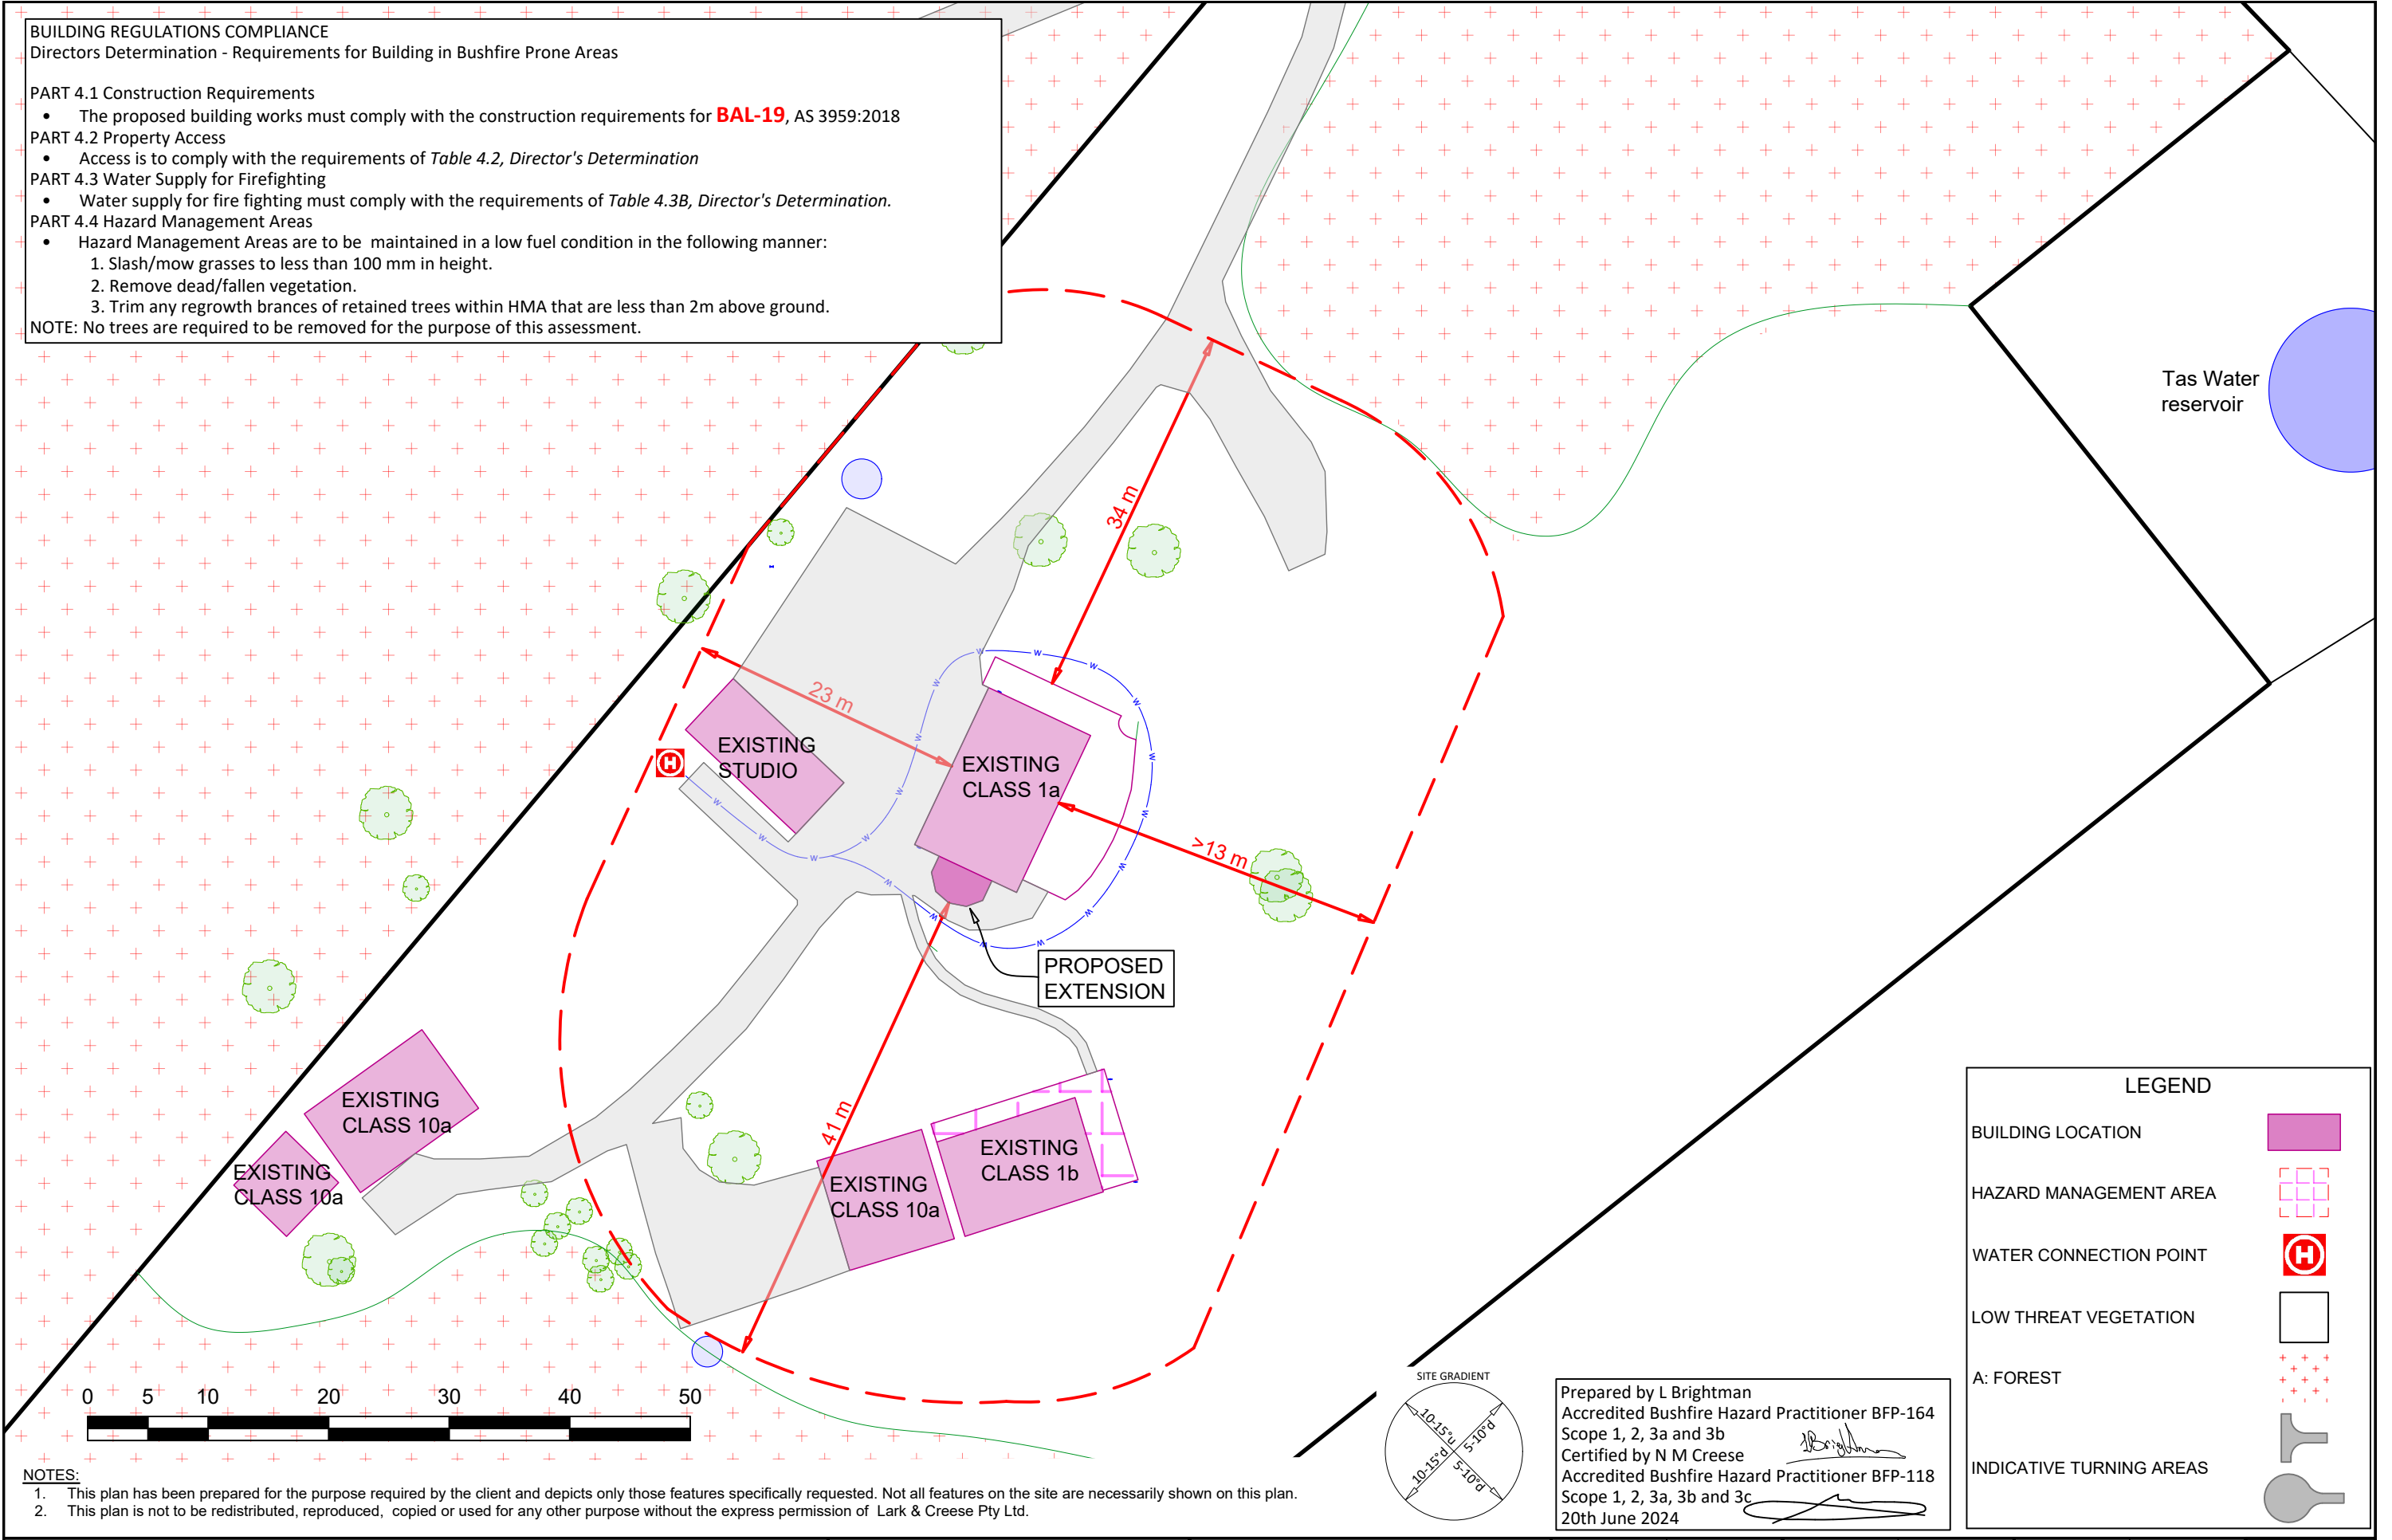 BUILDING REGULATIONS COMPLIANCE
Directors Determination - Requirements for Building in Bushfire Prone Areas
PART 4.1 Construction Requirements
• The proposed building works must comply with the construction requirements for BAL-19, AS 3959:2018
PART 4.2 Property Access
• Access is to comply with the requirements of Table 4.2, Director's Determination
PART 4.3 Water Supply for Firefighting
• Water supply for fire fighting must comply with the requirements of Table 4.3B, Director's Determination.
PART 4.4 Hazard Management Areas
• Hazard Management Areas are to be maintained in a low fuel condition in the following manner:
1. Slash/mow grasses to less than 100 mm in height.
2. Remove dead/fallen vegetation.
3. Trim any regrowth brances of retained trees within HMA that are less than 2m above ground.
NOTE: No trees are required to be removed for the purpose of this assessment.
Tas Water
reservoir
34 m
23 m
EXISTING
STUDIO
H
EXISTING
CLASS 1a
>13 m
W W W W W W W W W W W W W W W W W W
PROPOSED
EXTENSION
41 m
EXISTING
CLASS 10a
EXISTING
CLASS 10a
EXISTING
CLASS 10a
EXISTING
CLASS 1b
LEGEND
BUILDING LOCATION
HAZARD MANAGEMENT AREA
WATER CONNECTION POINT
H
LOW THREAT VEGETATION
A: FOREST
INDICATIVE TURNING AREAS
0 5 10 20 30 40 50
SITE GRADIENT
10-15°u
5-10°d
10-15°d
5-10°d
Prepared by L Brightman
Accredited Bushfire Hazard Practitioner BFP-164
Scope 1, 2, 3a and 3b
Certified by N M Creese
Accredited Bushfire Hazard Practitioner BFP-118
Scope 1, 2, 3a, 3b and 3c
20th June 2024
NOTES:
1. This plan has been prepared for the purpose required by the client and depicts only those features specifically requested. Not all features on the site are necessarily shown on this plan.
2. This plan is not to be redistributed, reproduced, copied or used for any other purpose without the express permission of Lark & Creese Pty Ltd.